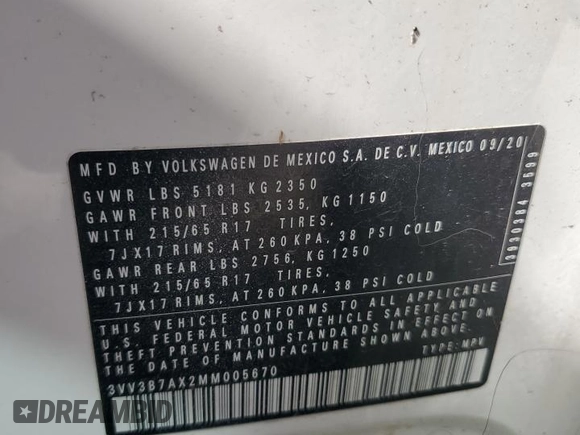 MFD BY VOLKSWAGEN DE MEXICO S.A. DE C.V. MEXICO 09/20
GVWR LBS 5181 KG 2350
GAWR FRONT LBS 2535, KG 1150
WITH 215/65 R17 TIRES.
7JX17 RIMS, AT 260 KPA, 38 PSI COLD
GAWR REAR LBS 2756, KG 1250
WITH 215/65 R17 TIRES.
7JX17 RIMS, AT 260 KPA, 38 PSI COLD
THIS VEHICLE CONFORMS TO ALL APPLICABLE
U.S. FEDERAL MOTOR VEHICLE SAFETY AND
THEFT PREVENTION STANDARDS IN EFFECT ON
THE DATE OF MANUFACTURE SHOWN ABOVE.
3VV3B7AX2MM005670 TYPE: MPV
3030384 3599
DREAMBID